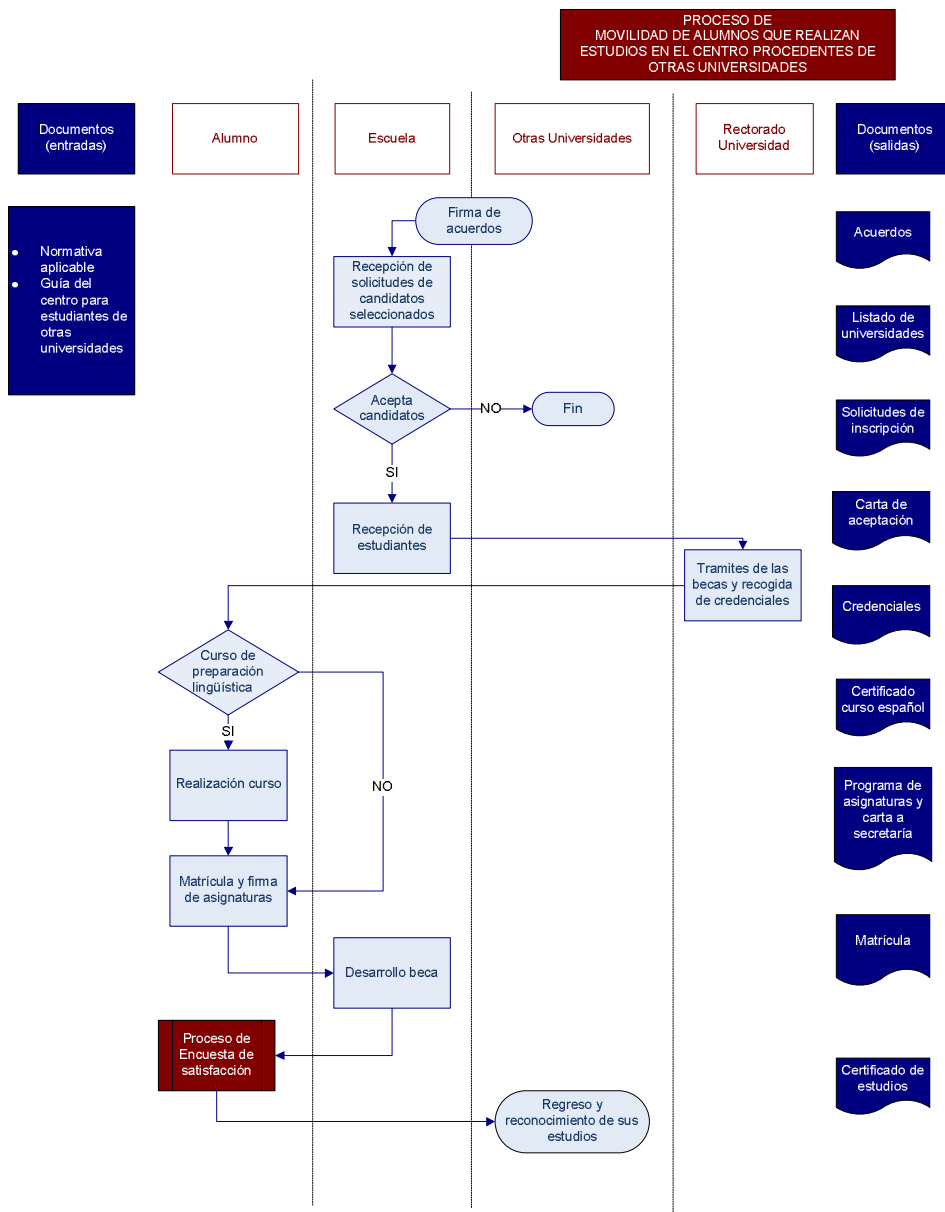 PROCESO DE
MOVILIDAD DE ALUMNOS QUE REALIZAN
ESTUDIOS EN EL CENTRO PROCEDENTES DE
OTRAS UNIVERSIDADES
Documentos
(entradas)
Alumno
Escuela
Otras Universidades
Rectorado
Universidad
Documentos
(salidas)
• Normativa
aplicable
• Guía del
centro para
estudiantes de
otras
universidades
Firma de
acuerdos
Recepción de
solicitudes de
candidatos
seleccionados
Acepta
candidatos
NO
Fin
SI
Recepción de
estudiantes
Tramites de las
becas y recogida
de credenciales
Curso de
preparación
lingüística
SI
NO
Realización curso
Matrícula y firma
de asignaturas
Desarrollo beca
Proceso de
Encuesta de
satisfacción
Regreso y
reconocimiento de sus
estudios
Acuerdos
Listado de
universidades
Solicitudes de
inscripción
Carta de
aceptación
Credenciales
Certificado
curso español
Programa de
asignaturas y
carta a
secretaría
Matrícula
Certificado de
estudios